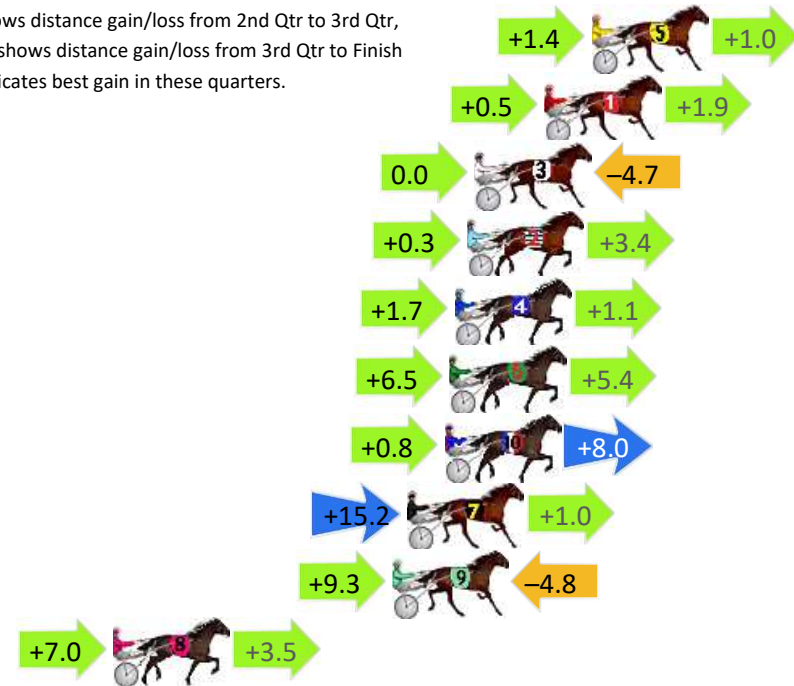 ows distance gain/loss from 2nd Qtr to 3rd Qtr,
shows distance gain/loss from 3rd Qtr to Finish
icates best gain in these quarters.
+1.4 5 +1.0
+0.5 1 +1.9
0.0 3 –4.7
+0.3 2 +3.4
+1.7 4 +1.1
+6.5 6 +5.4
+0.8 10 +8.0
+15.2 7 +1.0
+9.3 9 –4.8
+7.0 8 +3.5